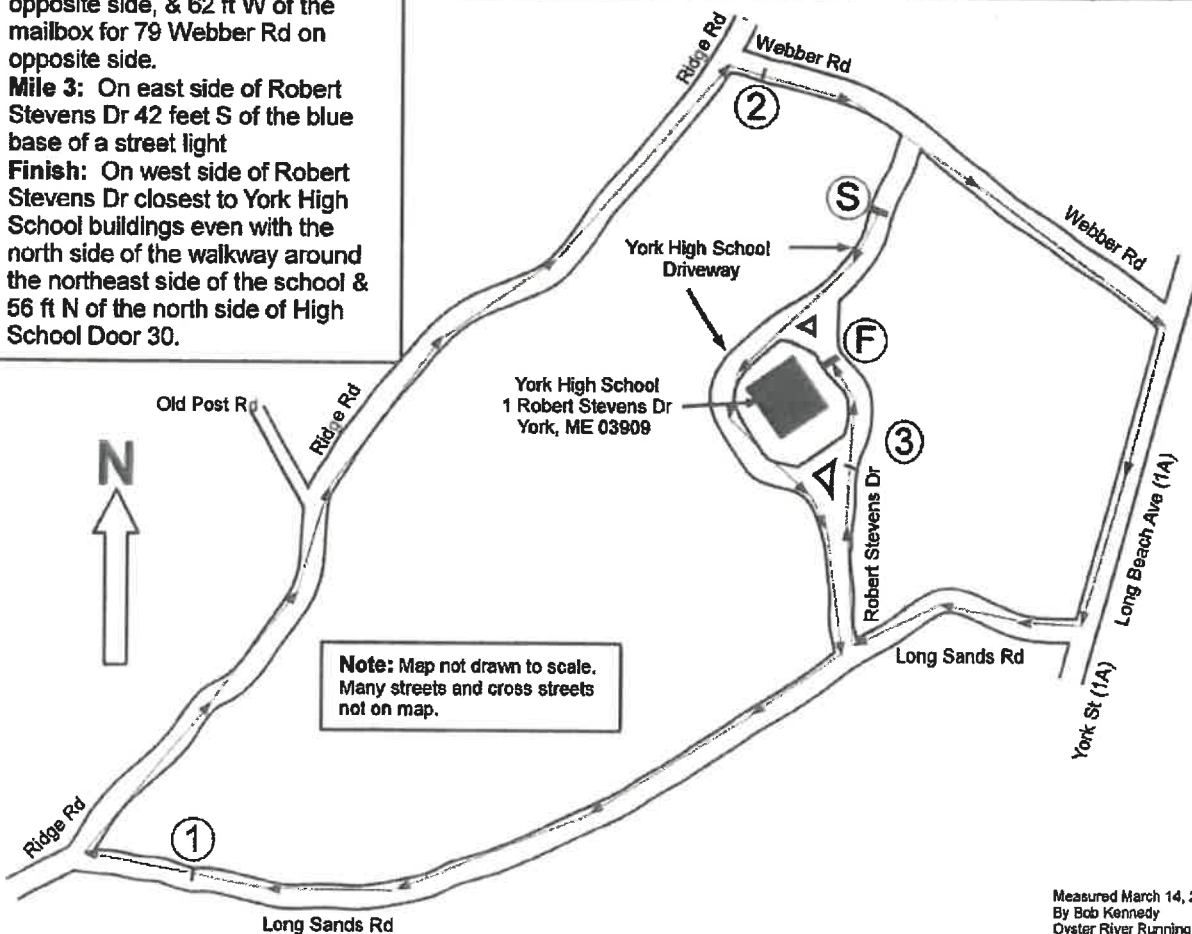 opposite side, & 62 ft W of the
mailbox for 79 Webber Rd on
opposite side.
Mile 3: On east side of Robert
Stevens Dr 42 feet S of the blue
base of a street light
Finish: On west side of Robert
Stevens Dr closest to York High
School buildings even with the
north side of the walkway around
the northeast side of the school &
56 ft N of the north side of High
School Door 30.
Ridge Rd
Webber Rd
2
S
Webber Rd
York High School
Driveway
F
York High School
1 Robert Stevens Dr
York, ME 03909
3
Old Post Rd
Ridge Rd
N
Robert Stevens Dr
Long Beach Ave (1A)
Long Sands Rd
York St (1A)
Note: Map not drawn to scale.
Many streets and cross streets
not on map.
Ridge Rd
1
Long Sands Rd
Measured March 14, 2
By Bob Kennedy
Oyster River Running